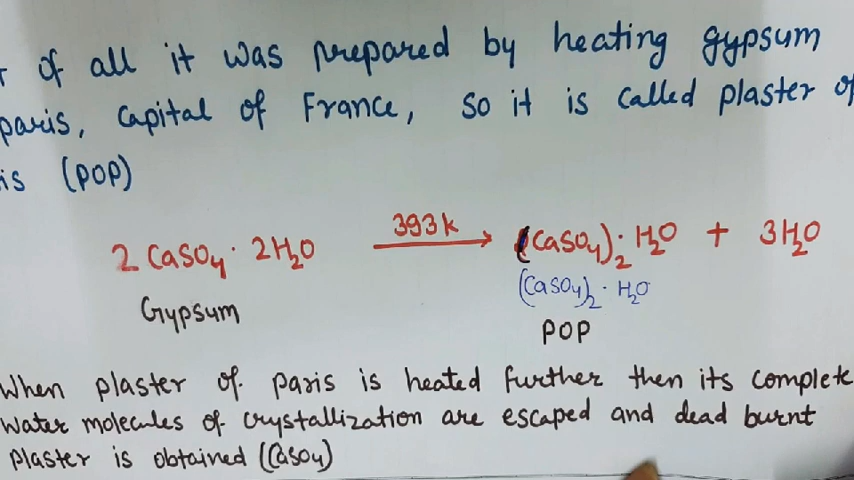 of all it was prepared by heating gypsum
paris, capital of France, so it is called plaster of
is (POP)
393k
2 CaSO4 · 2H2O → (CaSO4)2 · H2O + 3H2O
(CaSO4)2 · H2O
Gypsum
POP
When plaster of paris is heated further then its complete
water molecules of crystallization are escaped and dead burnt
plaster is obtained (CaSO4)